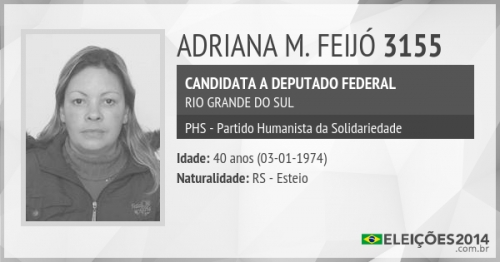 ADRIANA M. FEIJÓ 3155
CANDIDATA A DEPUTADO FEDERAL
RIO GRANDE DO SUL
PHS - Partido Humanista da Solidariedade
Idade: 40 anos (03-01-1974)
Naturalidade: RS - Esteio
ELEIÇÕES2014
.com.br